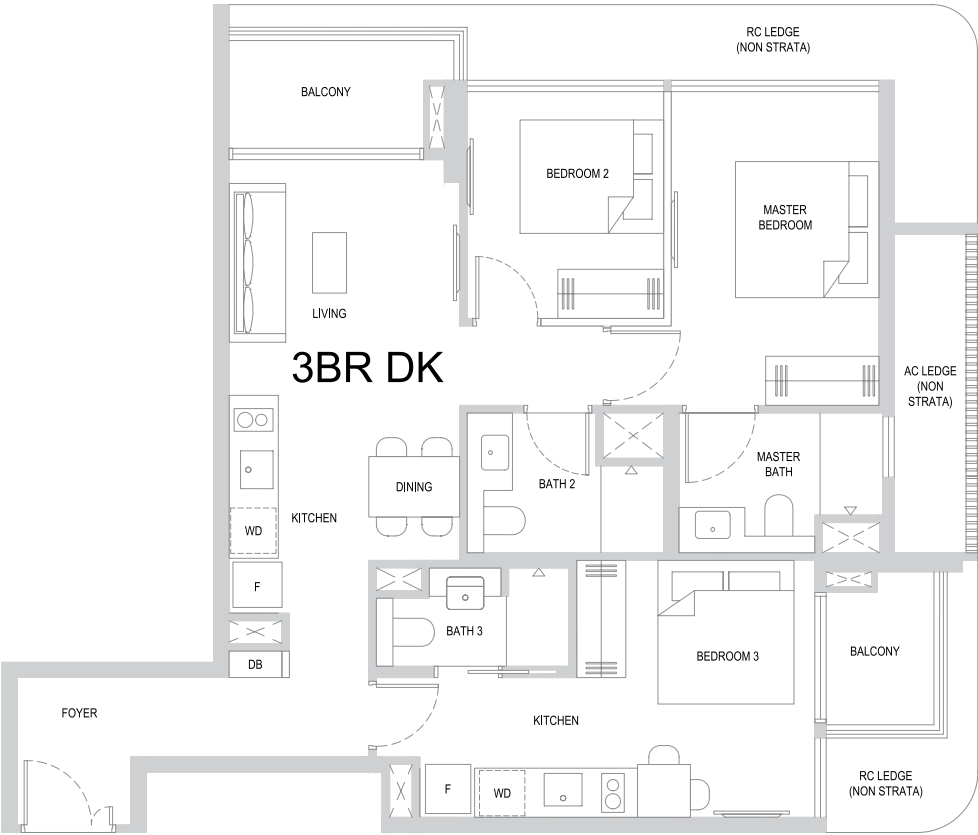 RC LEDGE
(NON STRATA)
BALCONY
BEDROOM 2
MASTER
BEDROOM
LIVING
3BR DK
AC LEDGE
(NON
STRATA)
MASTER
BATH
DINING
BATH 2
KITCHEN
WD
F
BATH 3
DB
BEDROOM 3
BALCONY
FOYER
KITCHEN
RC LEDGE
(NON STRATA)
F
WD